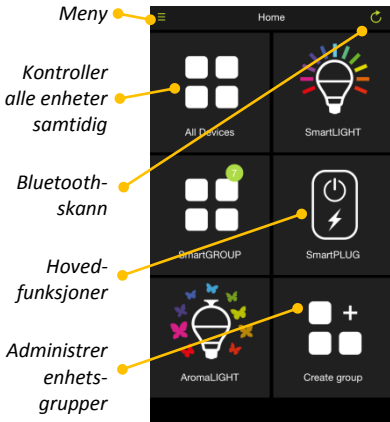 Meny
Kontroller
alle enheter
samtidig
Bluetooth-
skann
Hoved-
funksjoner
Administrer
enhets-
grupper
Home
All Devices
SmartLIGHT
7
SmartGROUP
SmartPLUG
AromaLIGHT
Create group